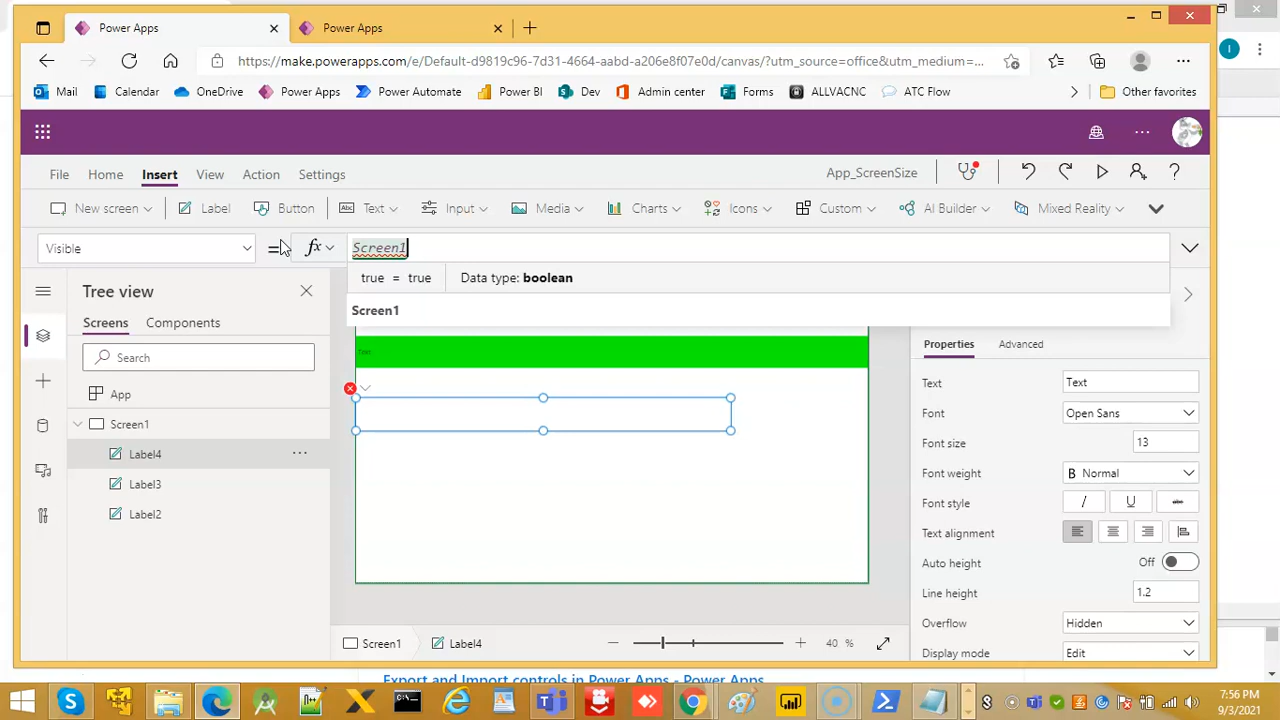 Power Apps
Power Apps
https://make.powerapps.com/e/Default-d9819c96-7d31-4664-aabd-a206e8f07e0d/canvas/?utm_source=office&utm_medium=...
Mail Calendar OneDrive Power Apps Power Automate Power BI Dev Admin center Forms ALLVACNC ATC Flow Other favorites
File Home Insert View Action Settings App_ScreenSize
New screen Label Button Text Input Media Charts Icons Custom AI Builder Mixed Reality
Visible = fx Screen1
true = true Data type: boolean
Screen1
Tree view
Screens Components
Search
App
Screen1
Label4
Label3
Label2
Text
Properties Advanced
Text Text
Font Open Sans
Font size 13
Font weight B Normal
Font style / U abc
Text alignment
Auto height Off
Line height 1.2
Overflow Hidden
Display mode Edit
Screen1 Label4 40 %
Export and Import controls in Power Apps - Power Apps
7:56 PM
9/3/2021